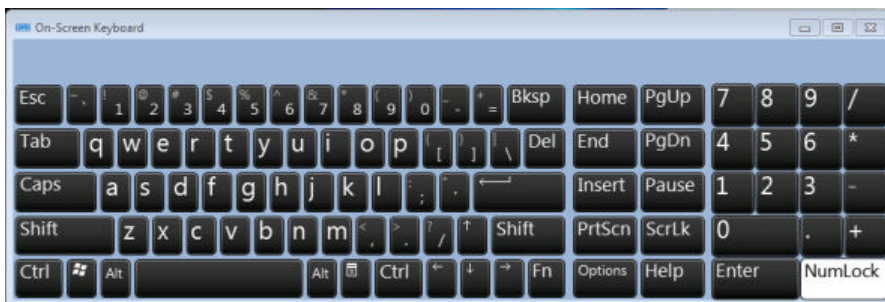 On-Screen Keyboard
Esc ~ ` ! 1 @ 2 # 3 $ 4 % 5 ^ 6 & 7 * 8 ( 9 ) 0 _ - + = Bksp Home PgUp 7 8 9 /
Tab q w e r t y u i o p { [ } ] | \ Del End PgDn 4 5 6 *
Caps a s d f g h j k l : ; " ' Insert Pause 1 2 3 -
Shift z x c v b n m < , > . ? / ↑ Shift PrtScn ScrLk 0 . +
Ctrl Alt Alt Ctrl ← ↓ → Fn Options Help Enter NumLock